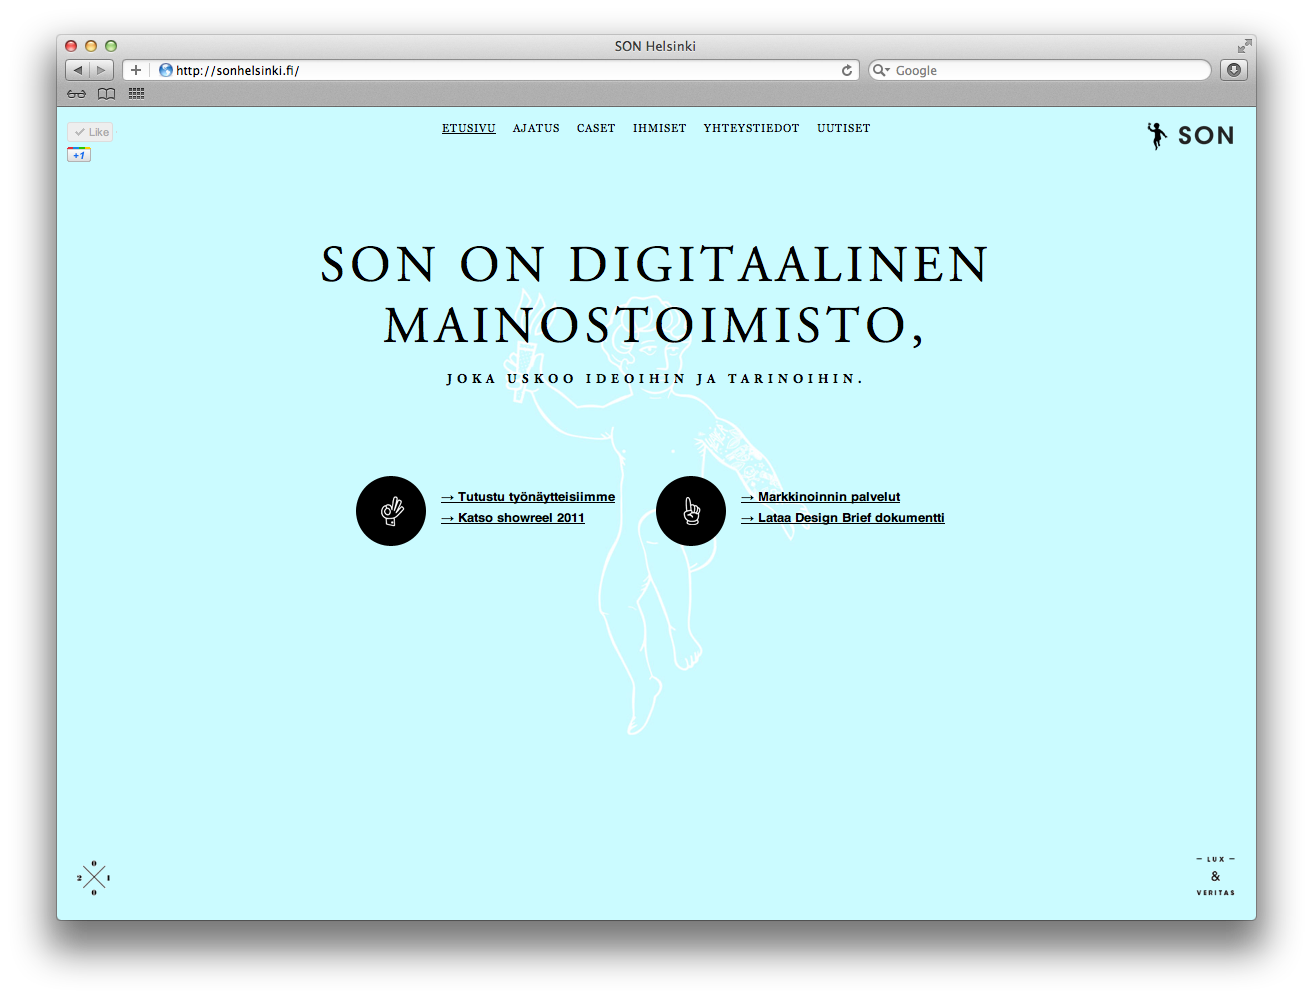 SON Helsinki
http://sonhelsinki.fi/
Google
Like
+1
ETUSIVU AJATUS CASET IHMISET YHTEYSTIEDOT UUTISET
SON
SON ON DIGITAALINEN
MAINOSTOIMISTO,
JOKA USKOO IDEOIHIN JA TARINOIHIN.
→ Tutustu työnäytteisiimme
→ Katso showreel 2011
→ Markkinoinnin palvelut
→ Lataa Design Brief dokumentti
0
2 1
0
— LUX —
&
VERITAS